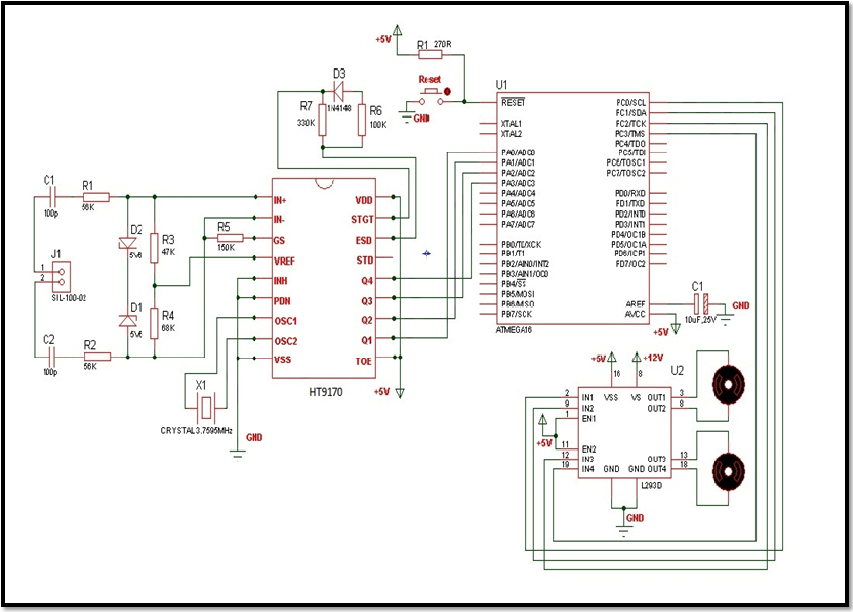 +5V
R1 270R
Reset
GND
D3
1N4148
R7
330K
R6
100K
U1
RESET
XTAL1
XTAL2
PA0/ADC0
PA1/ADC1
PA2/ADC2
PA3/ADC3
PA4/ADC4
PA5/ADC5
PA6/ADC6
PA7/ADC7
PB0/T0/XCK
PB1/T1
PB2/AIN0/INT2
PB3/AIN1/OC0
PB4/SS
PB5/MOSI
PB6/MISO
PB7/SCK
PC0/SCL
PC1/SDA
PC2/TCK
PC3/TMS
PC4/TDO
PC5/TDI
PC6/TOSC1
PC7/TOSC2
PD0/RXD
PD1/TXD
PD2/INT0
PD3/INT1
PD4/OC1B
PD5/OC1A
PD6/ICP1
PD7/OC2
AREF
AVCC
ATMEGA16
C1
10uF,25V
GND
+5V
C1
100p
R1
56K
J1
1
2
SIL-100-02
C2
100p
R2
56K
D2
5V6
D1
5V6
R3
47K
R4
68K
R5
150K
IN+
IN-
GS
VREF
INH
PDN
OSC1
OSC2
VSS
VDD
STGT
ESD
STD
Q4
Q3
Q2
Q1
TOE
HT9170
+5V
X1
CRYSTAL3.7595MHz
GND
+5V
+12V
U2
16
8
2
9
1
11
12
19
IN1
IN2
EN1
EN2
IN3
IN4
VSS
VS
OUT1
OUT2
OUT3
OUT4
GND
GND
3
8
13
18
L293D
+5V
GND